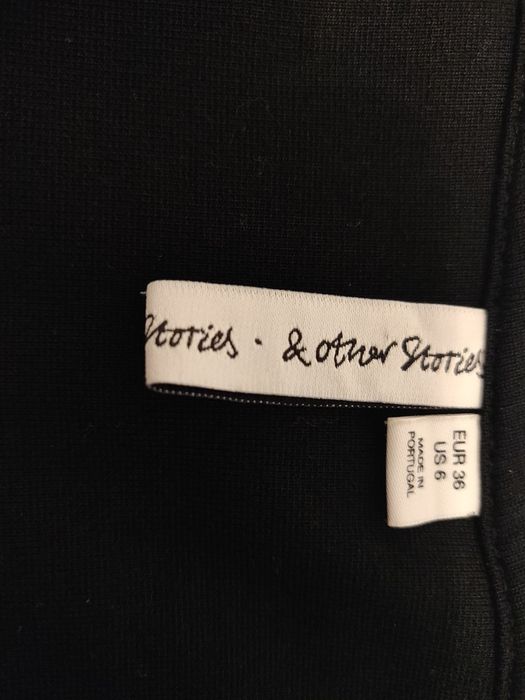 Stories · & other Stories
EUR 36
US 6
MADE IN
PORTUGAL